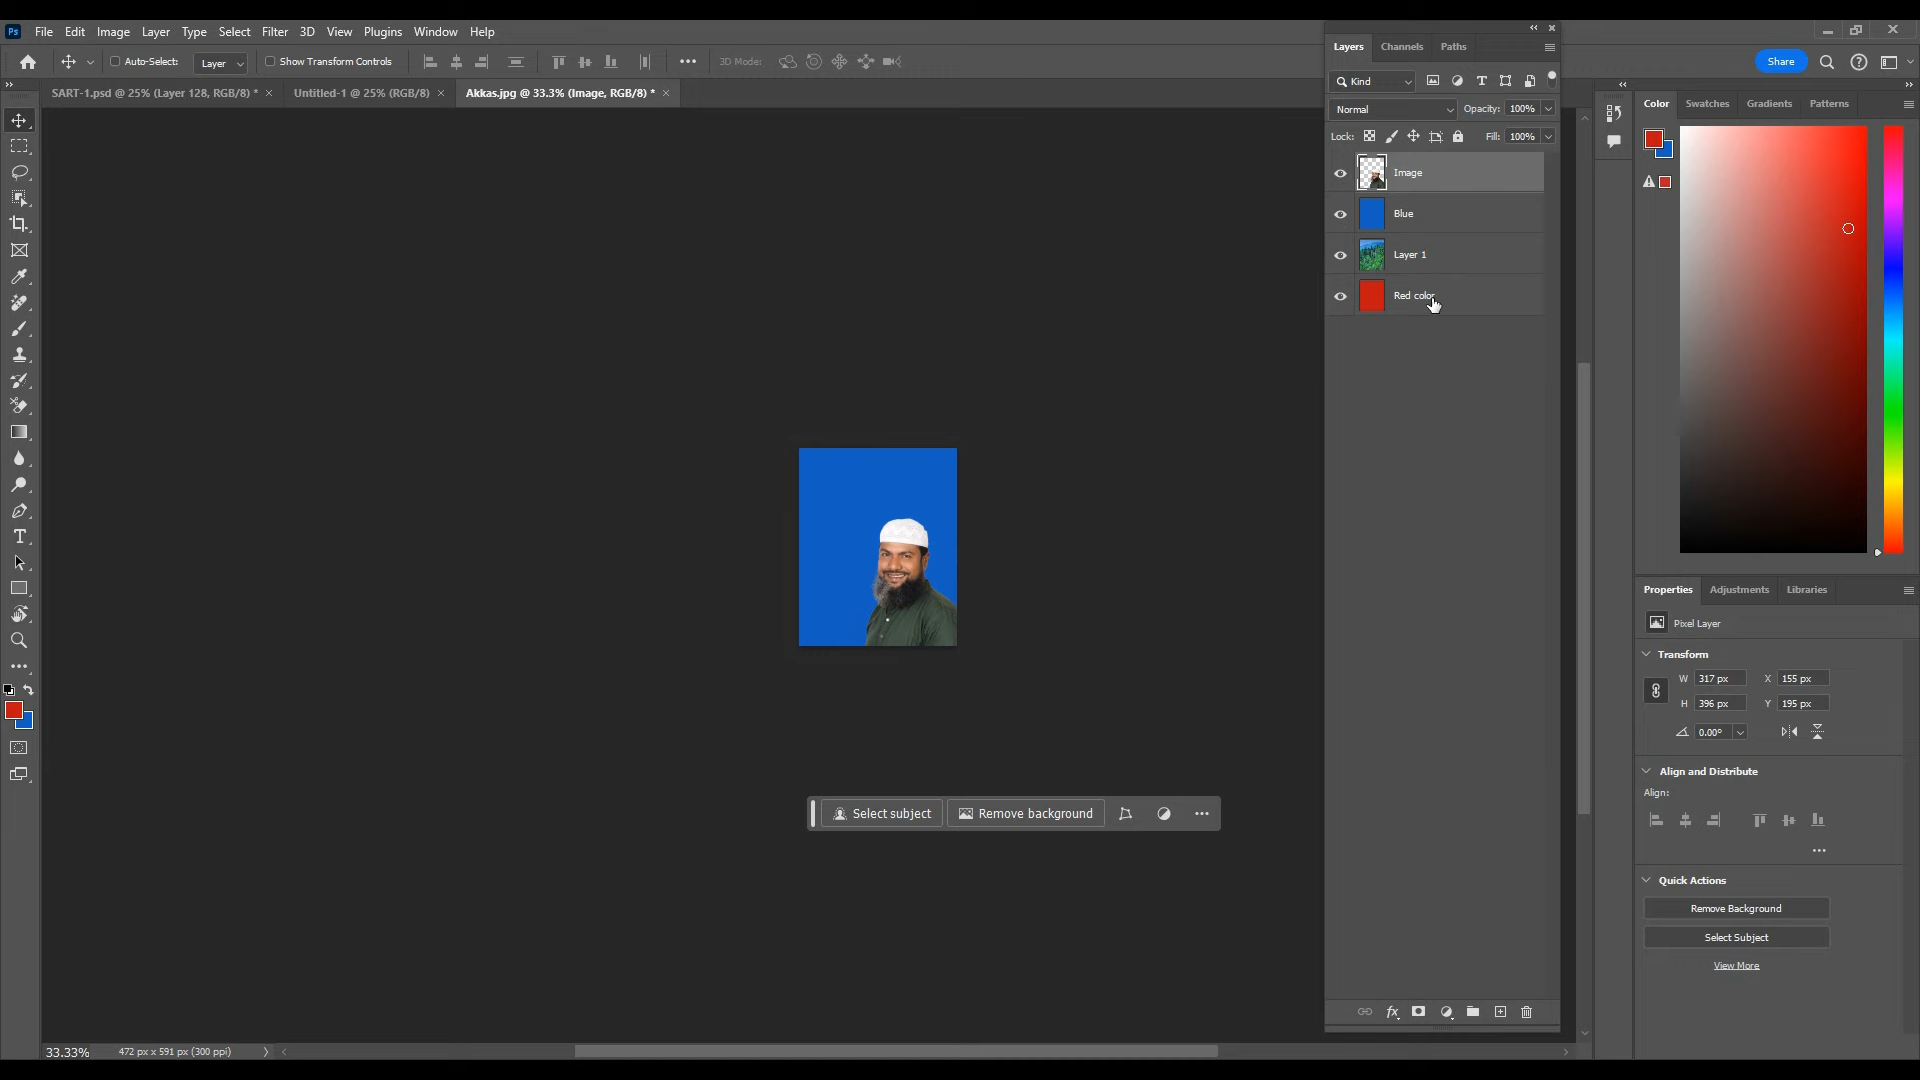 Ps File Edit Image Layer Type Select Filter 3D View Plugins Window Help
Auto-Select: Layer Show Transform Controls 3D Mode: Share
SART-1.psd @ 25% (Layer 128, RGB/8) * × Untitled-1 @ 25% (RGB/8) × Akkas.jpg @ 33.3% (Image, RGB/8) * ×
Layers Channels Paths
Kind
Normal Opacity: 100%
Lock: Fill: 100%
Image
Blue
Layer 1
Red color
Select subject Remove background
Color Swatches Gradients Patterns
Properties Adjustments Libraries
Pixel Layer
Transform
W 317 px X 155 px
H 396 px Y 195 px
0.00°
Align and Distribute
Align:
Quick Actions
Remove Background
Select Subject
View More
33.33% 472 px x 591 px (300 ppi)